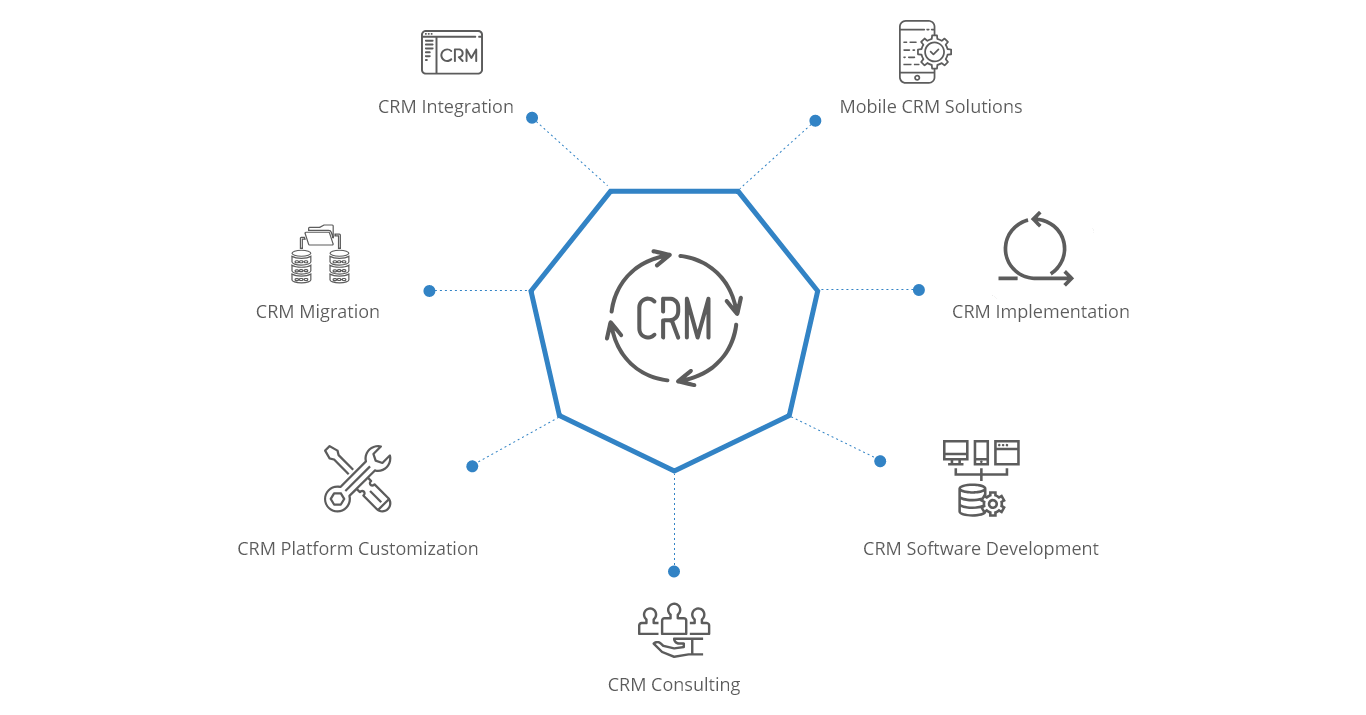 CRM
CRM Integration
Mobile CRM Solutions
CRM Migration
CRM
CRM Implementation
CRM Platform Customization
CRM Software Development
CRM Consulting